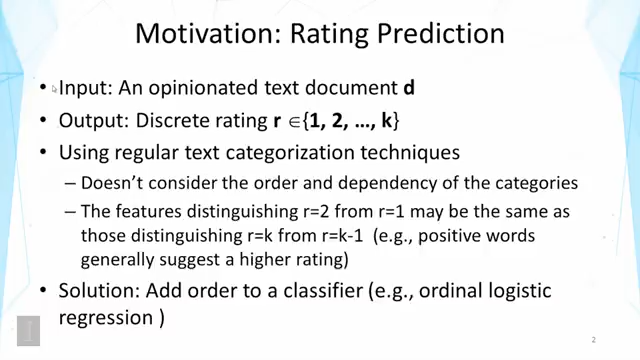 Motivation: Rating Prediction
• Input: An opinionated text document d
• Output: Discrete rating r ∈{1, 2, …, k}
• Using regular text categorization techniques
– Doesn't consider the order and dependency of the categories
– The features distinguishing r=2 from r=1 may be the same as
those distinguishing r=k from r=k-1 (e.g., positive words
generally suggest a higher rating)
• Solution: Add order to a classifier (e.g., ordinal logistic
regression )
2